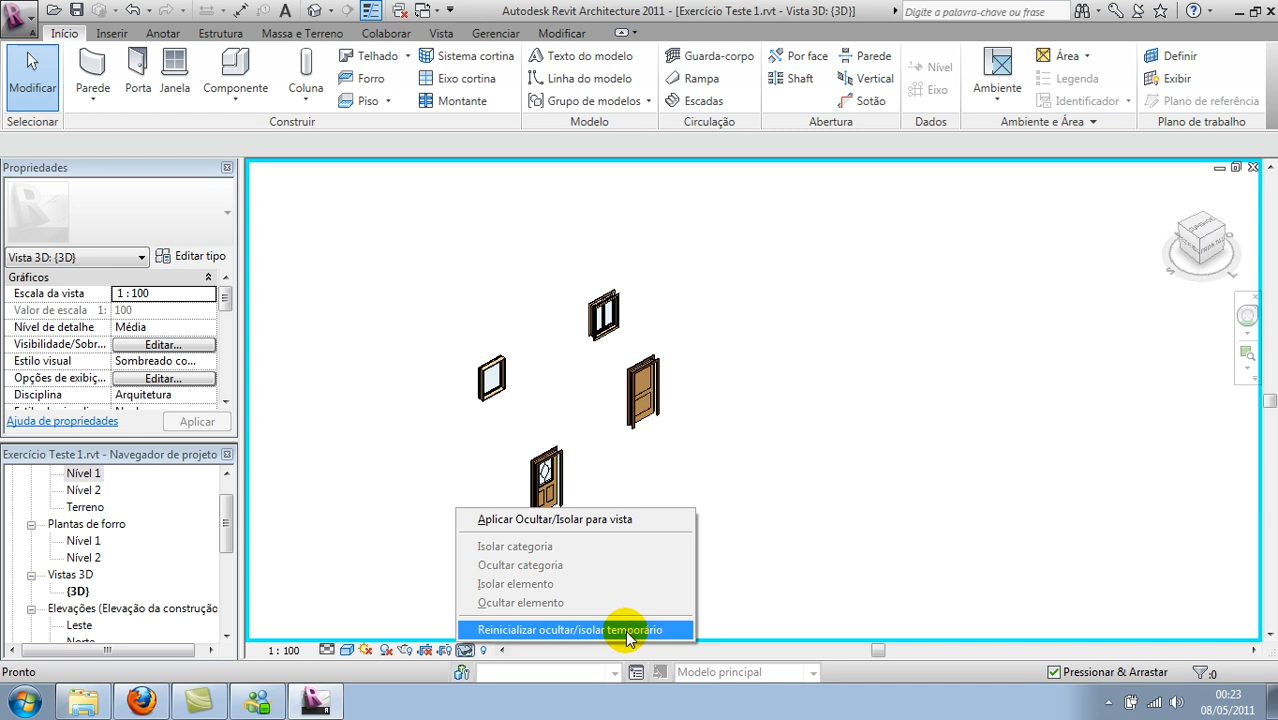 Autodesk Revit Architecture 2011 - [Exercício Teste 1.rvt - Vista 3D: {3D}]
Digite a palavra-chave ou frase
Início Inserir Anotar Estrutura Massa e Terreno Colaborar Vista Gerenciar Modificar
Modificar
Selecionar
Parede
Porta
Janela
Componente
Coluna
Telhado
Forro
Piso
Sistema cortina
Eixo cortina
Montante
Construir
Texto do modelo
Linha do modelo
Grupo de modelos
Modelo
Guarda-corpo
Rampa
Escadas
Circulação
Por face
Shaft
Parede
Vertical
Sotão
Abertura
Nível
Eixo
Dados
Ambiente
Área
Legenda
Identificador
Ambiente e Área
Definir
Exibir
Plano de referência
Plano de trabalho
Propriedades
Vista 3D: {3D}
Editar tipo
Gráficos
Escala da vista 1 : 100
Valor de escala 1: 100
Nível de detalhe Média
Visibilidade/Sobr... Editar...
Estilo visual Sombreado co...
Opções de exibiç... Editar...
Disciplina Arquitetura
Ajuda de propriedades Aplicar
Exercício Teste 1.rvt - Navegador de projeto
Nível 1
Nível 2
Terreno
Plantas de forro
Nível 1
Nível 2
Vistas 3D
{3D}
Elevações (Elevação da construção
Leste
Aplicar Ocultar/Isolar para vista
Isolar categoria
Ocultar categoria
Isolar elemento
Ocultar elemento
Reinicializar ocultar/isolar temporário
1 : 100
Pronto
Modelo principal
Pressionar & Arrastar
:0
00:23
08/05/2011